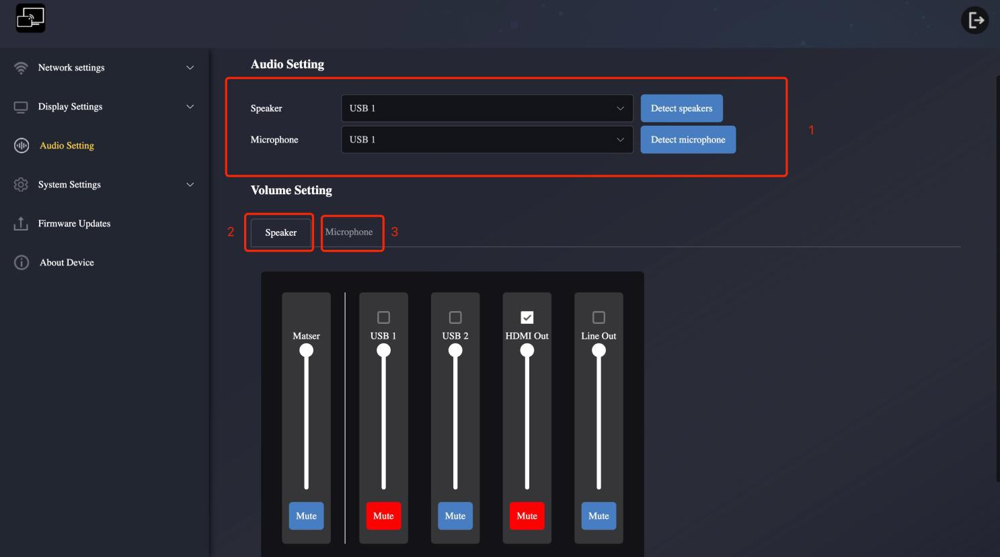 Network settings
Display Settings
Audio Setting
System Settings
Firmware Updates
About Device
Audio Setting
Speaker USB 1 Detect speakers
Microphone USB 1 Detect microphone
1
Volume Setting
2 Speaker Microphone 3
Matser USB 1 USB 2 HDMI Out Line Out
Mute Mute Mute Mute Mute